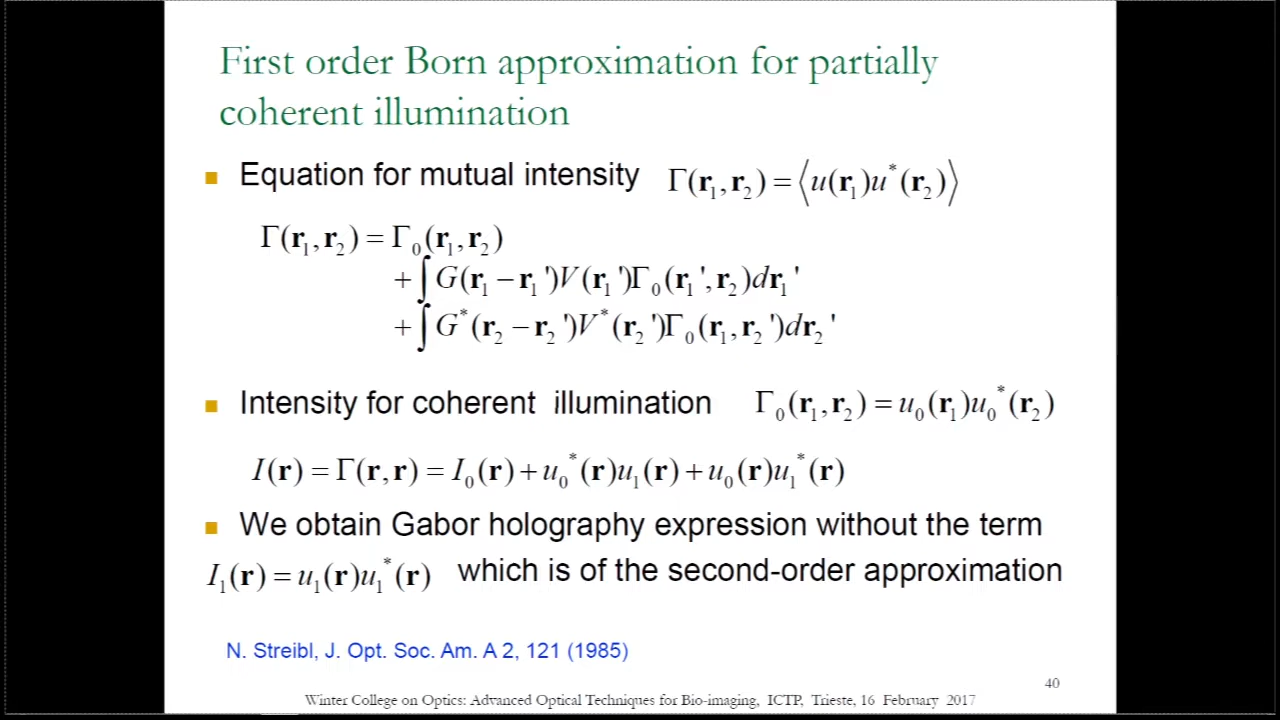 First order Born approximation for partially
coherent illumination
■ Equation for mutual intensity Γ(r₁,r₂) = ⟨u(r₁)u*(r₂)⟩
Γ(r₁,r₂) = Γ₀(r₁,r₂)
+∫G(r₁ − r₁')V(r₁')Γ₀(r₁',r₂)dr₁'
+∫G*(r₂ − r₂')V*(r₂')Γ₀(r₁,r₂')dr₂'
■ Intensity for coherent illumination Γ₀(r₁,r₂) = u₀(r₁)u₀*(r₂)
I(r) = Γ(r,r) = I₀(r) + u₀*(r)u₁(r) + u₀(r)u₁*(r)
■ We obtain Gabor holography expression without the term
I₁(r) = u₁(r)u₁*(r) which is of the second-order approximation
N. Streibl, J. Opt. Soc. Am. A 2, 121 (1985)
40
Winter College on Optics: Advanced Optical Techniques for Bio-imaging, ICTP, Trieste, 16 February 2017